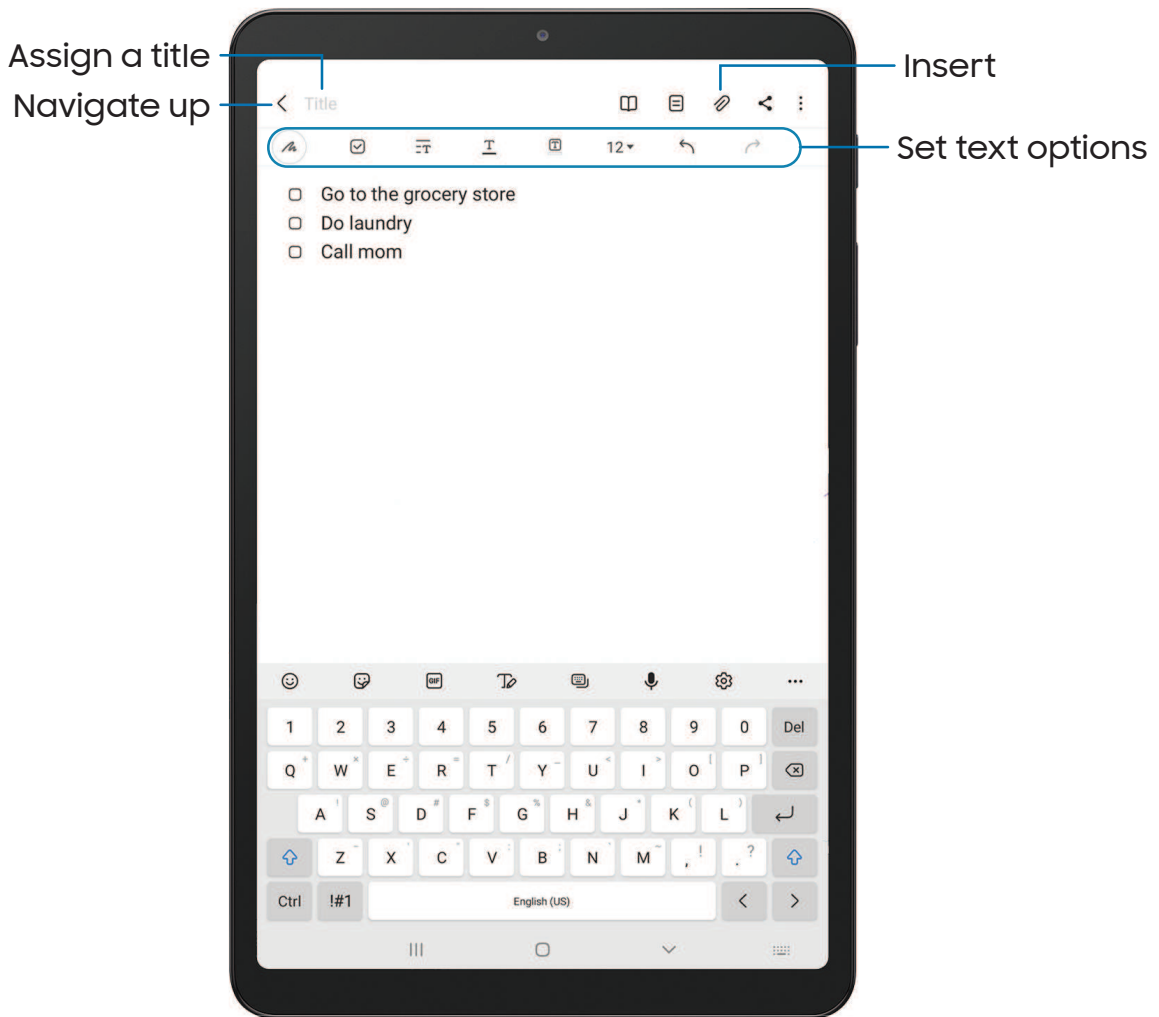 Assign a title
Insert
Navigate up
Title
Set text options
12
Go to the grocery store
Do laundry
Call mom
GIF
1 2 3 4 5 6 7 8 9 0 Del
Q + W × E ÷ R = T / Y _ U < I > O [ P ]
A ! S @ D # F $ G % H & J * K ( L )
Z - X ' C " V : B ; N ' M ~ , ! . ?
Ctrl !#1 English (US) < >